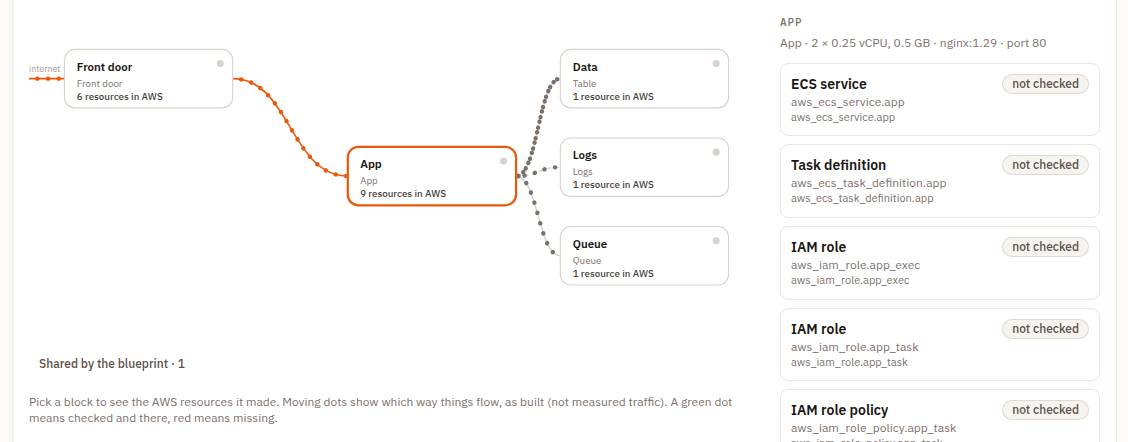 internet
Front door
Front door
6 resources in AWS
App
App
9 resources in AWS
Data
Table
1 resource in AWS
Logs
Logs
1 resource in AWS
Queue
Queue
1 resource in AWS
Shared by the blueprint · 1
Pick a block to see the AWS resources it made. Moving dots show which way things flow, as built (not measured traffic). A green dot
means checked and there, red means missing.
APP
App · 2 × 0.25 vCPU, 0.5 GB · nginx:1.29 · port 80
ECS service not checked
aws_ecs_service.app
aws_ecs_service.app
Task definition not checked
aws_ecs_task_definition.app
aws_ecs_task_definition.app
IAM role not checked
aws_iam_role.app_exec
aws_iam_role.app_exec
IAM role not checked
aws_iam_role.app_task
aws_iam_role.app_task
IAM role policy not checked
aws_iam_role_policy.app_task